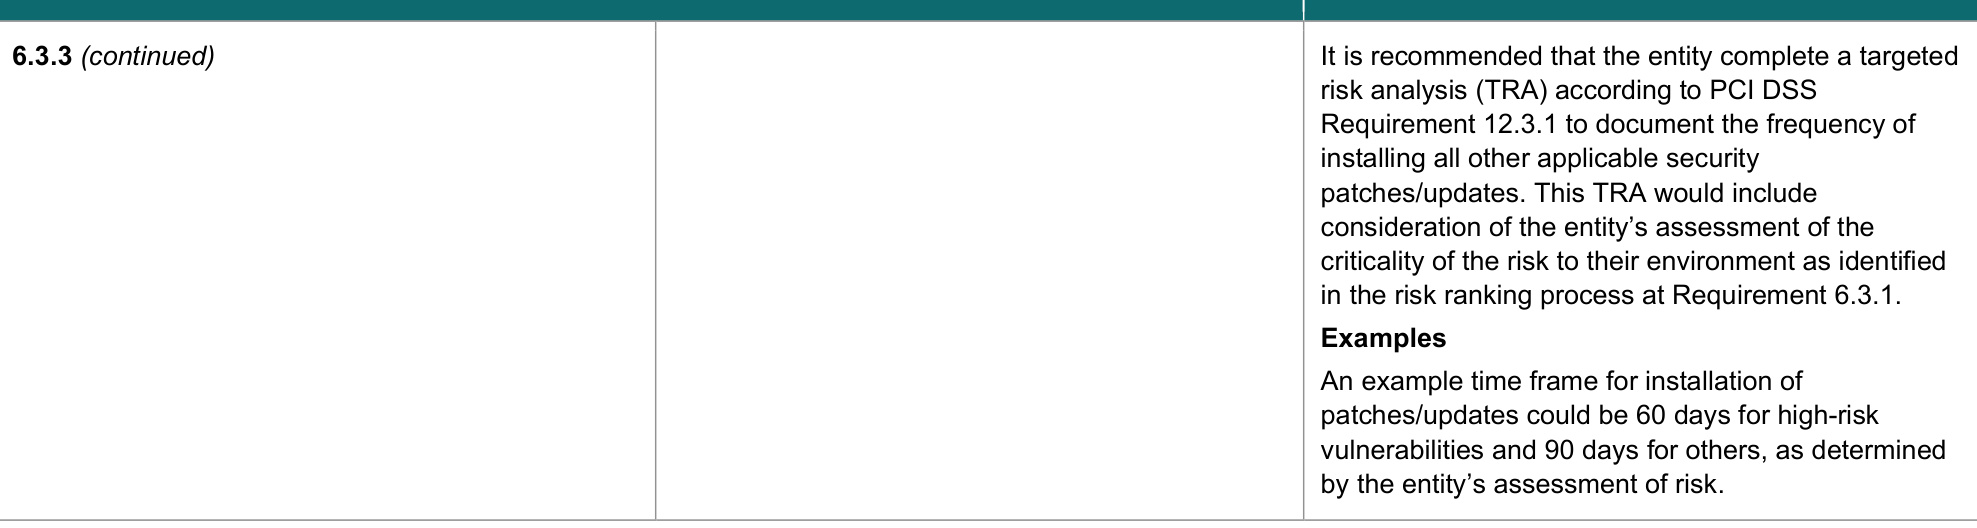 6.3.3 (continued)
It is recommended that the entity complete a targeted
risk analysis (TRA) according to PCI DSS
Requirement 12.3.1 to document the frequency of
installing all other applicable security
patches/updates. This TRA would include
consideration of the entity’s assessment of the
criticality of the risk to their environment as identified
in the risk ranking process at Requirement 6.3.1.
Examples
An example time frame for installation of
patches/updates could be 60 days for high-risk
vulnerabilities and 90 days for others, as determined
by the entity’s assessment of risk.